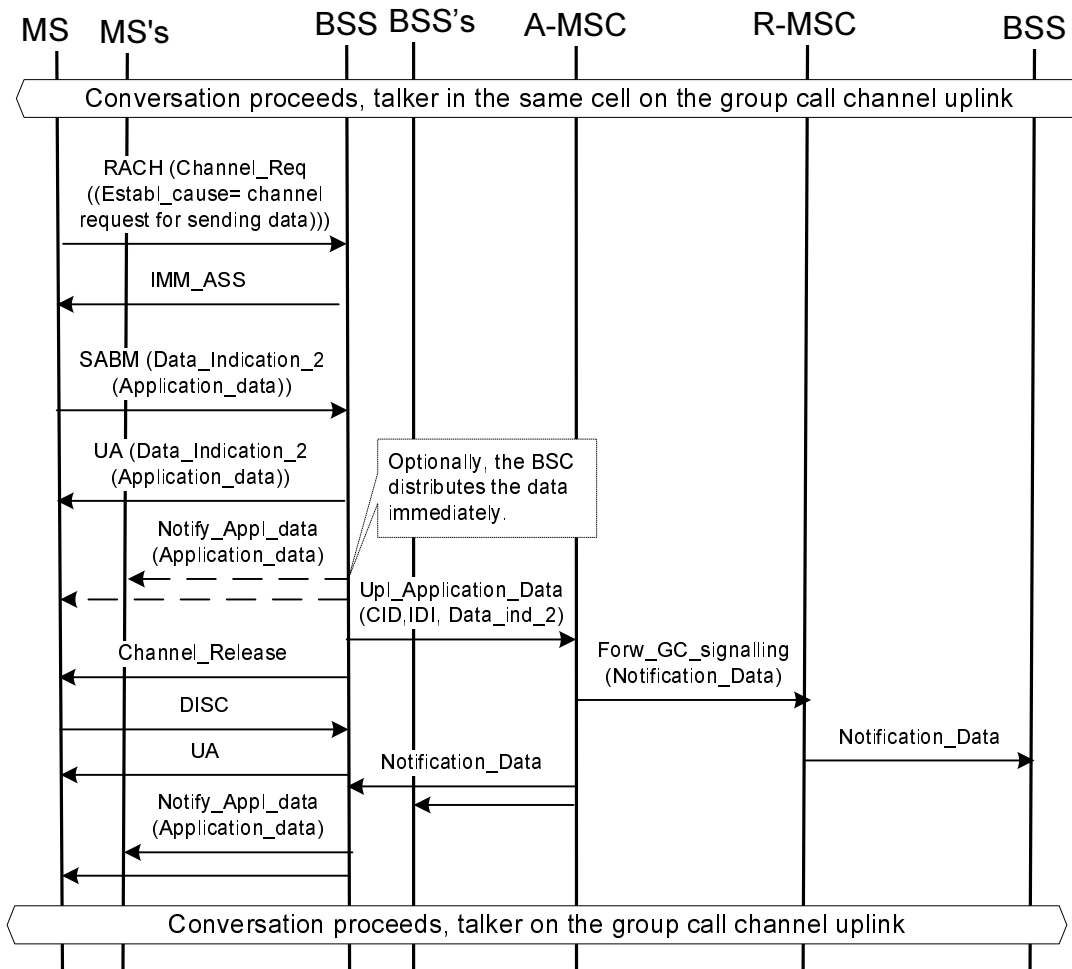 MS MS's BSS BSS's A-MSC R-MSC BSS
Conversation proceeds, talker in the same cell on the group call channel uplink
RACH (Channel_Req
((Establ_cause= channel
request for sending data)))
IMM_ASS
SABM (Data_Indication_2
(Application_data))
UA (Data_Indication_2
(Application_data))
Optionally, the BSC
distributes the data
immediately.
Notify_Appl_data
(Application_data)
Upl_Application_Data
(CID,IDI, Data_ind_2)
Channel_Release
Forw_GC_signalling
(Notification_Data)
DISC
Notification_Data
UA
Notification_Data
Notify_Appl_data
(Application_data)
Conversation proceeds, talker on the group call channel uplink